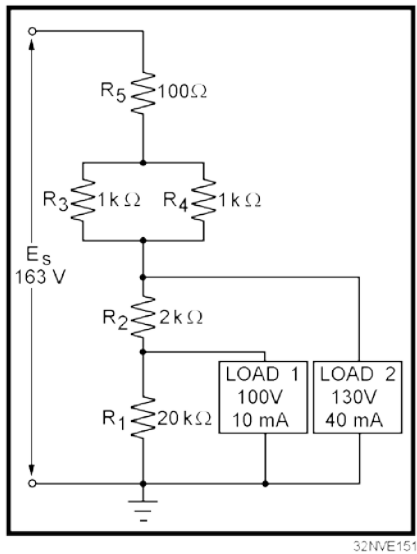 R5 100Ω
R3 1kΩ R4 1kΩ
Es
163 V
R2 2kΩ
LOAD 1
100V
10 mA
LOAD 2
130V
40 mA
R1 20kΩ
32NVE151